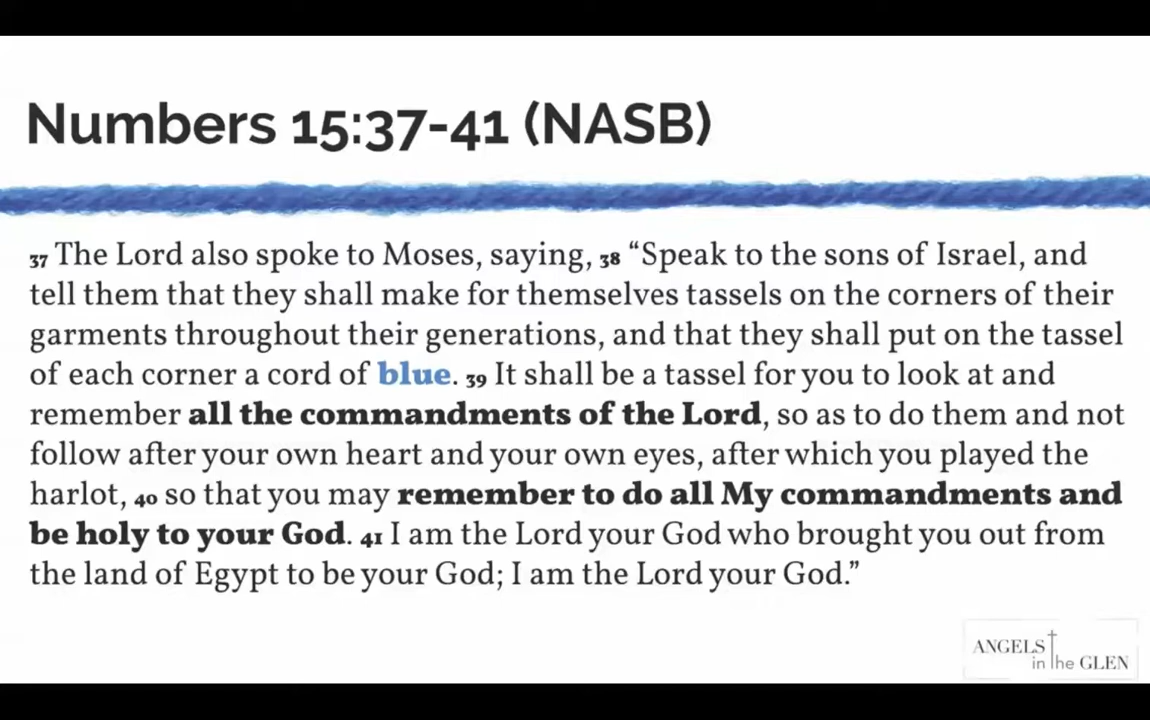 Numbers 15:37-41 (NASB)
37 The Lord also spoke to Moses, saying, 38 “Speak to the sons of Israel, and
tell them that they shall make for themselves tassels on the corners of their
garments throughout their generations, and that they shall put on the tassel
of each corner a cord of blue. 39 It shall be a tassel for you to look at and
remember all the commandments of the Lord, so as to do them and not
follow after your own heart and your own eyes, after which you played the
harlot, 40 so that you may remember to do all My commandments and
be holy to your God. 41 I am the Lord your God who brought you out from
the land of Egypt to be your God; I am the Lord your God.”
ANGELS
in the GLEN